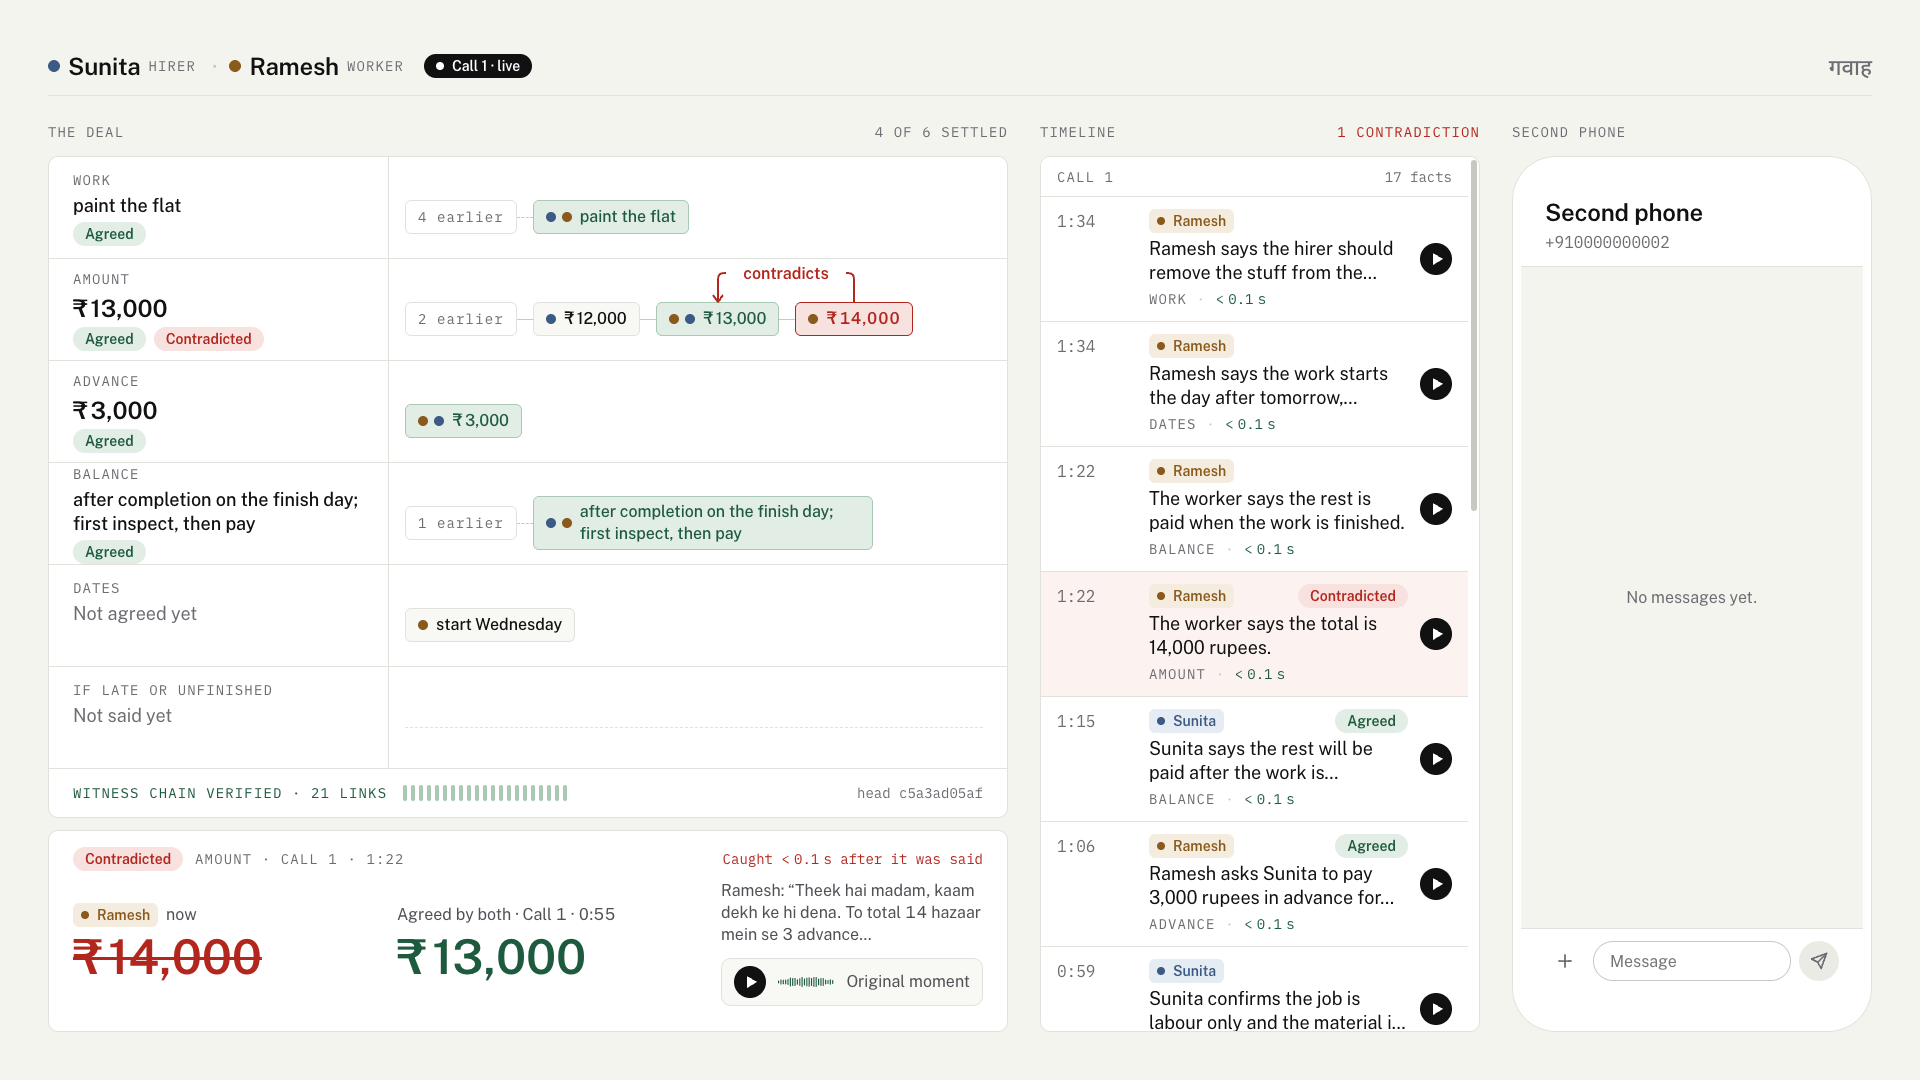 Sunita HIRER · Ramesh WORKER Call 1 · live
गवाह
THE DEAL 4 OF 6 SETTLED
WORK
paint the flat
Agreed
4 earlier paint the flat
AMOUNT
₹13,000
Agreed Contradicted
contradicts
2 earlier ₹12,000 ₹13,000 ₹14,000
ADVANCE
₹3,000
Agreed
₹3,000
BALANCE
after completion on the finish day;
first inspect, then pay
Agreed
1 earlier
after completion on the finish day;
first inspect, then pay
DATES
Not agreed yet
start Wednesday
IF LATE OR UNFINISHED
Not said yet
WITNESS CHAIN VERIFIED · 21 LINKS
head c5a3ad05af
Contradicted AMOUNT · CALL 1 · 1:22
Ramesh now
₹14,000
Agreed by both · Call 1 · 0:55
₹13,000
Caught <0.1 s after it was said
Ramesh: “Theek hai madam, kaam
dekh ke hi dena. To total 14 hazaar
mein se 3 advance…
Original moment
TIMELINE 1 CONTRADICTION
CALL 1 17 facts
1:34 Ramesh
Ramesh says the hirer should
remove the stuff from the…
WORK · <0.1 s
1:34 Ramesh
Ramesh says the work starts
the day after tomorrow,…
DATES · <0.1 s
1:22 Ramesh
The worker says the rest is
paid when the work is finished.
BALANCE · <0.1 s
1:22 Ramesh Contradicted
The worker says the total is
14,000 rupees.
AMOUNT · <0.1 s
1:15 Sunita Agreed
Sunita says the rest will be
paid after the work is…
BALANCE · <0.1 s
1:06 Ramesh Agreed
Ramesh asks Sunita to pay
3,000 rupees in advance for…
ADVANCE · <0.1 s
0:59 Sunita
Sunita confirms the job is
labour only and the material i…
SECOND PHONE
Second phone
+910000000002
No messages yet.
Message